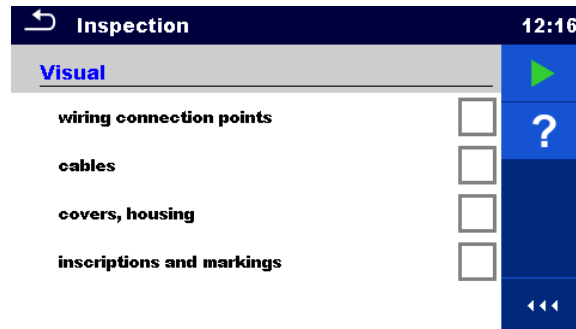 Inspection 12:16
Visual
wiring connection points
?
cables
covers, housing
inscriptions and markings